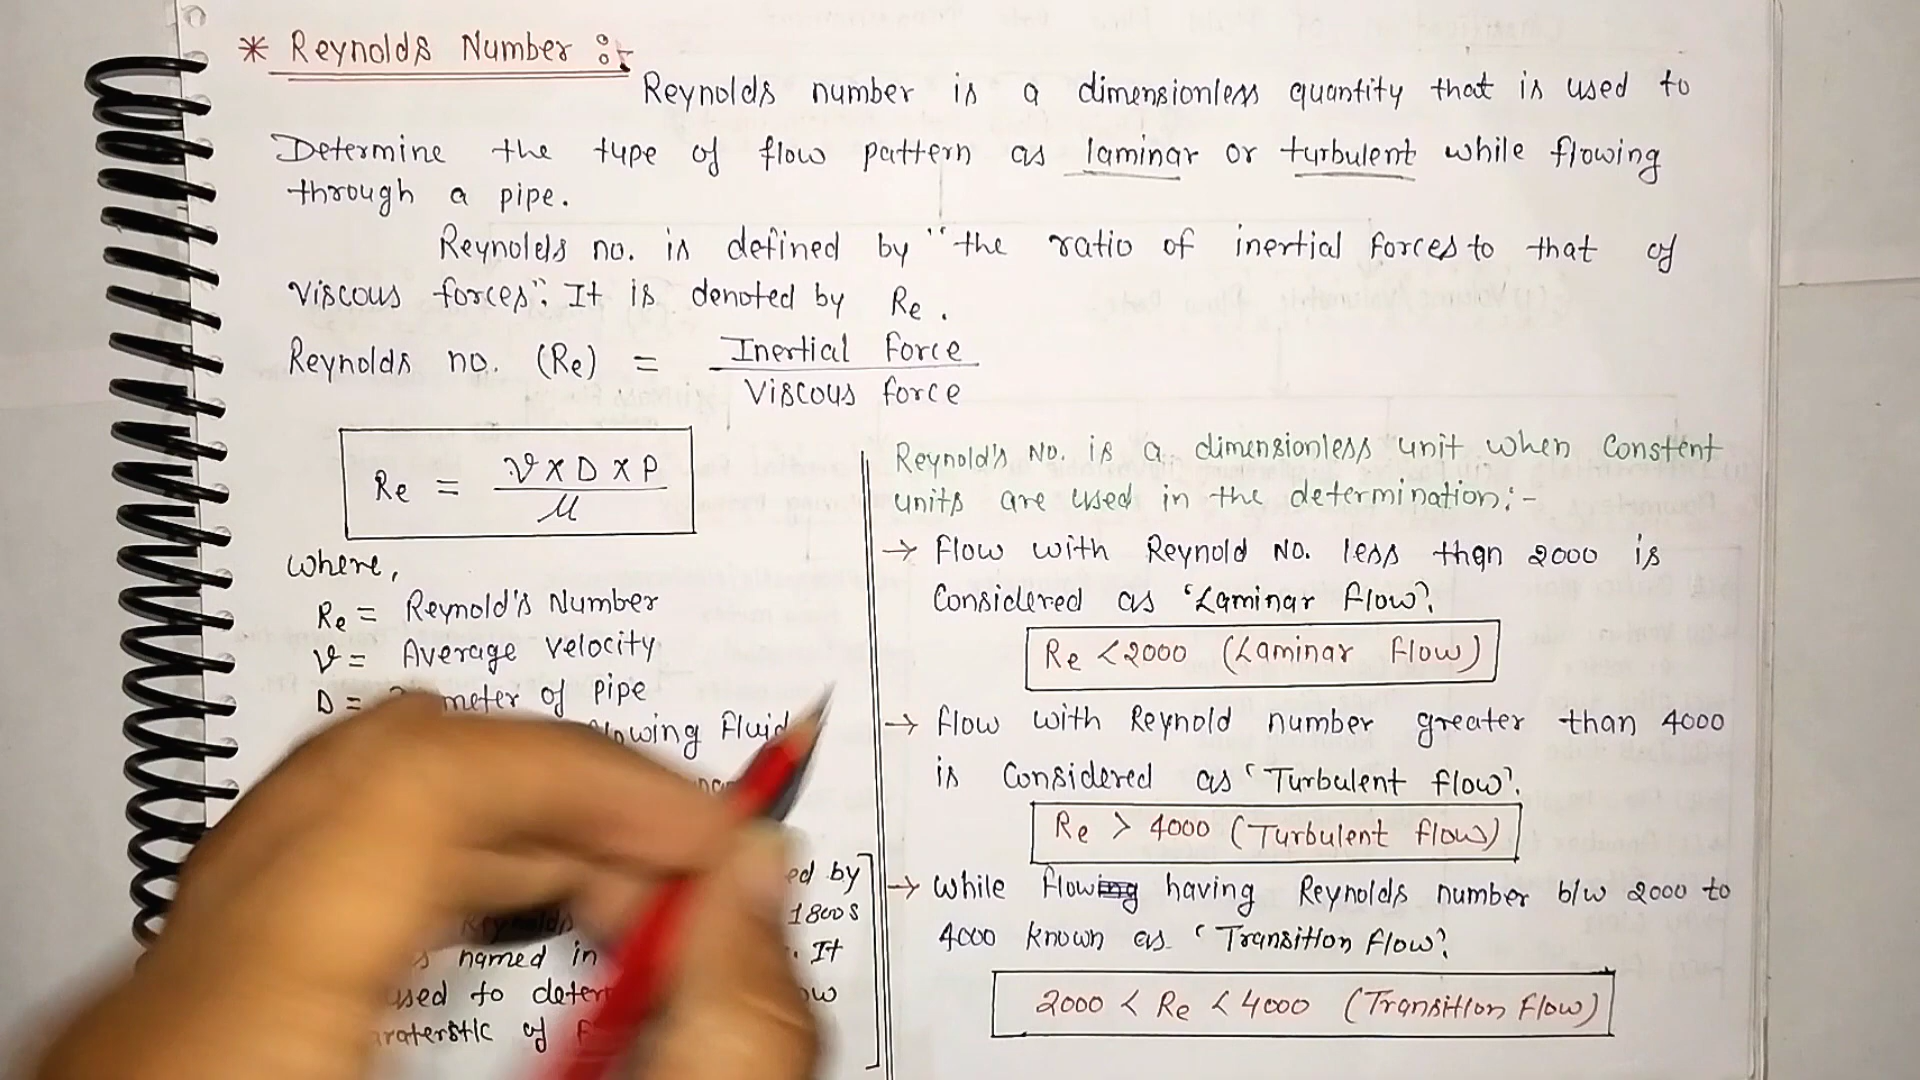 * Reynolds Number :-
Reynolds number is a dimensionless quantity that is used to
Determine the type of flow pattern as laminar or turbulent while flowing
through a pipe.
Reynolds no. is defined by "the ratio of inertial forces to that of
viscous forces". It is denoted by Re.
Reynolds no. (Re) = Inertial force
Viscous force
Re = V x D x ρ
μ
where,
Re = Reynold's Number
V = Average velocity
D = meter of pipe
flowing fluid
ed by
Reynolds 1800s
named in . It
used to deter ow
of
Reynold's No. is a dimensionless unit when Constent
units are used in the determination:-
→ flow with Reynold No. less than 2000 is
Considered as 'Laminar flow'.
Re < 2000 (Laminar flow)
→ flow with Reynold number greater than 4000
is Considered as 'Turbulent flow'.
Re > 4000 (Turbulent flow)
→ while flowing having Reynolds number b/w 2000 to
4000 known as 'Transition flow'.
2000 < Re < 4000 (Transition flow)